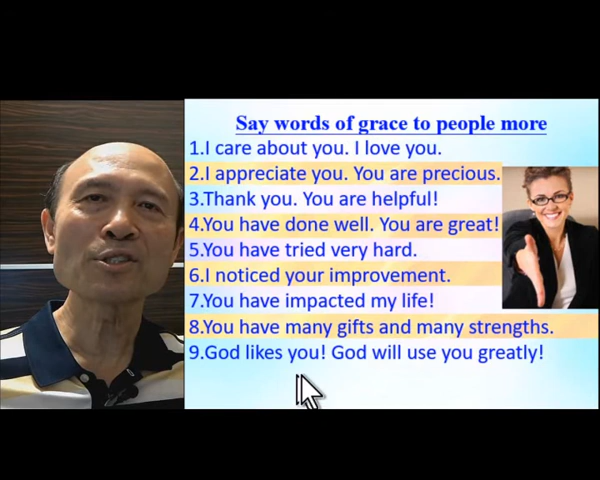 Say words of grace to people more
1.I care about you. I love you.
2.I appreciate you. You are precious.
3.Thank you. You are helpful!
4.You have done well. You are great!
5.You have tried very hard.
6.I noticed your improvement.
7.You have impacted my life!
8.You have many gifts and many strengths.
9.God likes you! God will use you greatly!